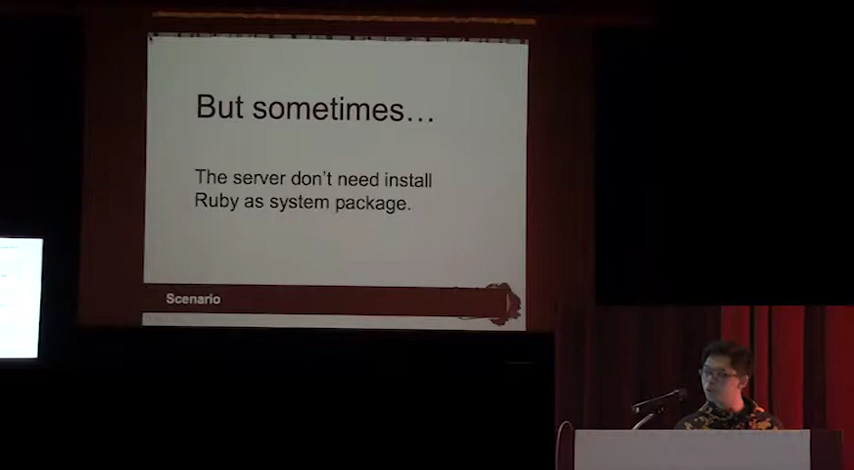 But sometimes…
The server don't need install
Ruby as system package.
Scenario